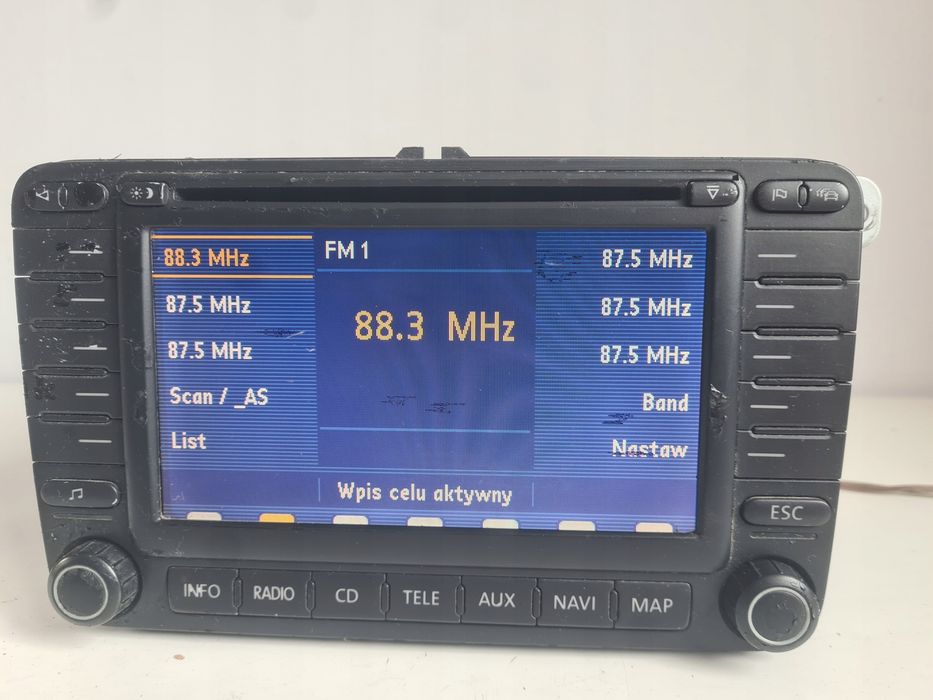 88.3 MHz
FM 1
87.5 MHz
87.5 MHz
88.3 MHz
87.5 MHz
87.5 MHz
87.5 MHz
Scan / _AS
Band
List
Nastaw
Wpis celu aktywny
ESC
INFO
RADIO
CD
TELE
AUX
NAVI
MAP